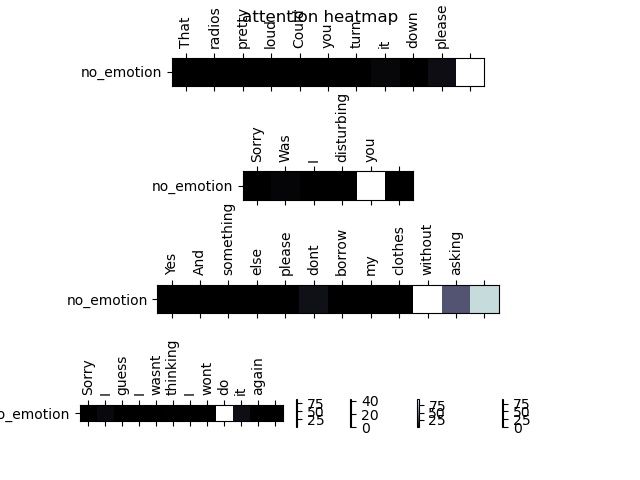 attention heatmap
That radios pretty loud Could you turn it down please
no_emotion
Sorry Was I disturbing you
no_emotion
Yes And something else please dont borrow my clothes without asking
no_emotion
Sorry I guess I wasnt thinking I wont do it again
no_emotion
75 50 25
40 20 0
75 50 25
75 50 25 0